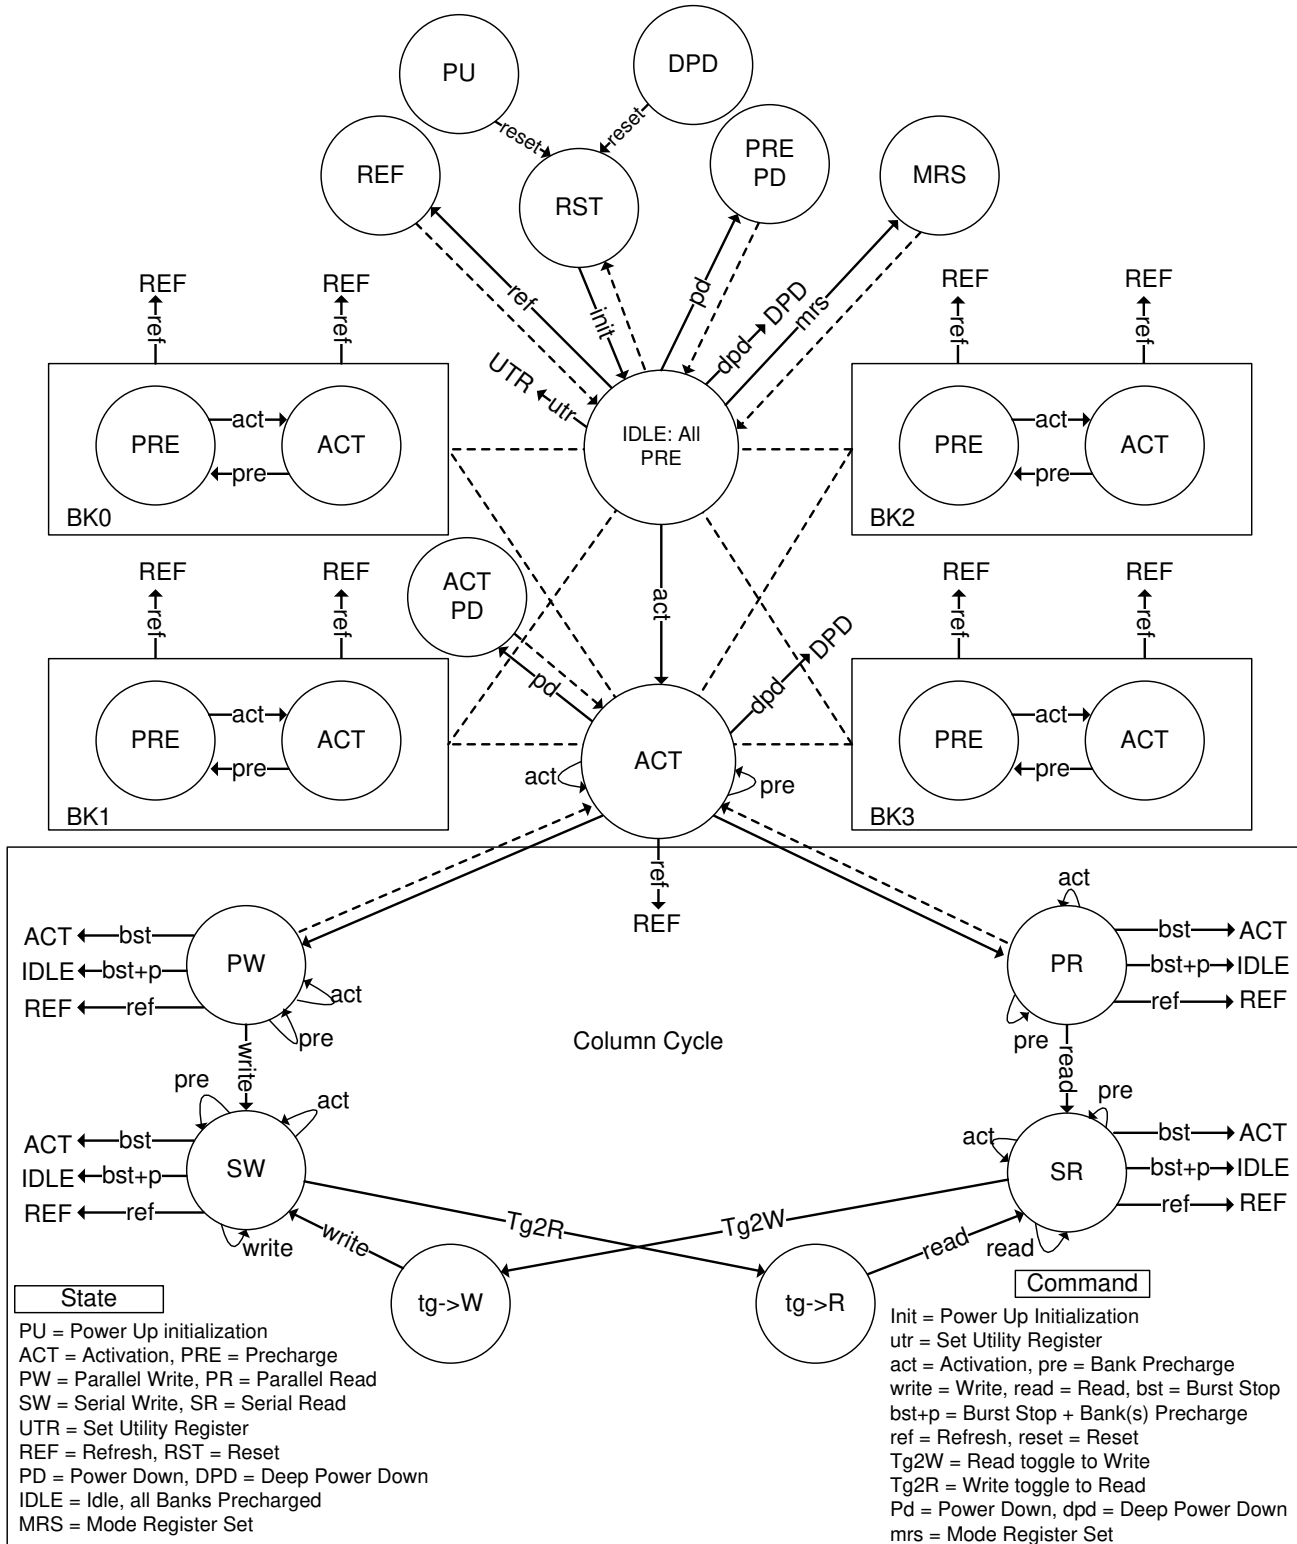 PU
DPD
reset
reset
REF
RST
PRE
PD
MRS
ref
init
pd
dpd
DPD
mrs
UTR
utr
IDLE: All
PRE
REF
REF
ref
ref
PRE
act
pre
ACT
BK0
REF
REF
ref
ref
PRE
act
pre
ACT
BK2
REF
REF
ref
ref
PRE
act
pre
ACT
BK1
ACT
PD
pd
act
dpd
DPD
ACT
act
pre
ref
REF
REF
REF
ref
ref
PRE
act
pre
ACT
BK3
ACT
bst
IDLE
bst+p
REF
ref
PW
act
pre
write
Column Cycle
act
PR
bst
ACT
bst+p
IDLE
ref
REF
pre
read
pre
act
ACT
bst
IDLE
bst+p
REF
ref
SW
write
write
Tg2R
Tg2W
pre
act
SR
bst
ACT
bst+p
IDLE
ref
REF
read
read
tg->W
tg->R
State
PU = Power Up initialization
ACT = Activation, PRE = Precharge
PW = Parallel Write, PR = Parallel Read
SW = Serial Write, SR = Serial Read
UTR = Set Utility Register
REF = Refresh, RST = Reset
PD = Power Down, DPD = Deep Power Down
IDLE = Idle, all Banks Precharged
MRS = Mode Register Set
Command
Init = Power Up Initialization
utr = Set Utility Register
act = Activation, pre = Bank Precharge
write = Write, read = Read, bst = Burst Stop
bst+p = Burst Stop + Bank(s) Precharge
ref = Refresh, reset = Reset
Tg2W = Read toggle to Write
Tg2R = Write toggle to Read
Pd = Power Down, dpd = Deep Power Down
mrs = Mode Register Set